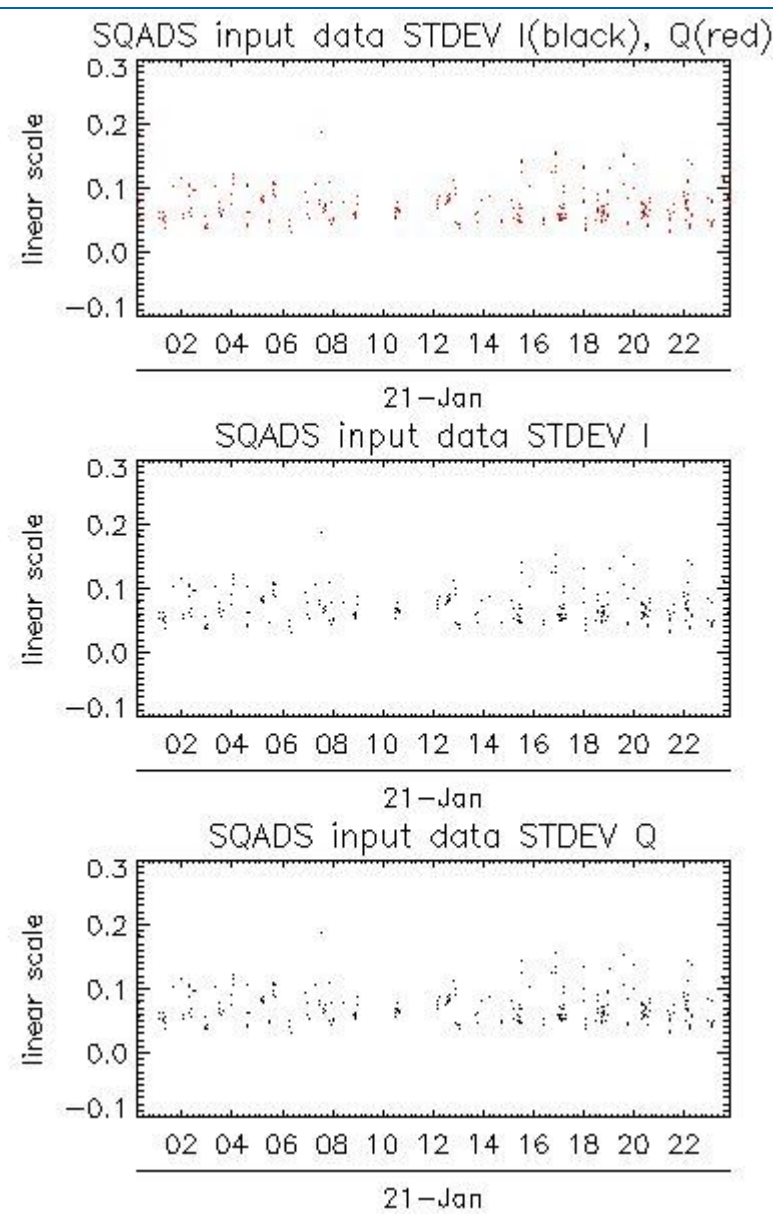 SQADS input data STDEV I(black), Q(red)
0.3
0.2
0.1
0.0
−0.1
linear scale
02 04 06 08 10 12 14 16 18 20 22
21−Jan
SQADS input data STDEV I
0.3
0.2
0.1
0.0
−0.1
linear scale
02 04 06 08 10 12 14 16 18 20 22
21−Jan
SQADS input data STDEV Q
0.3
0.2
0.1
0.0
−0.1
linear scale
02 04 06 08 10 12 14 16 18 20 22
21−Jan